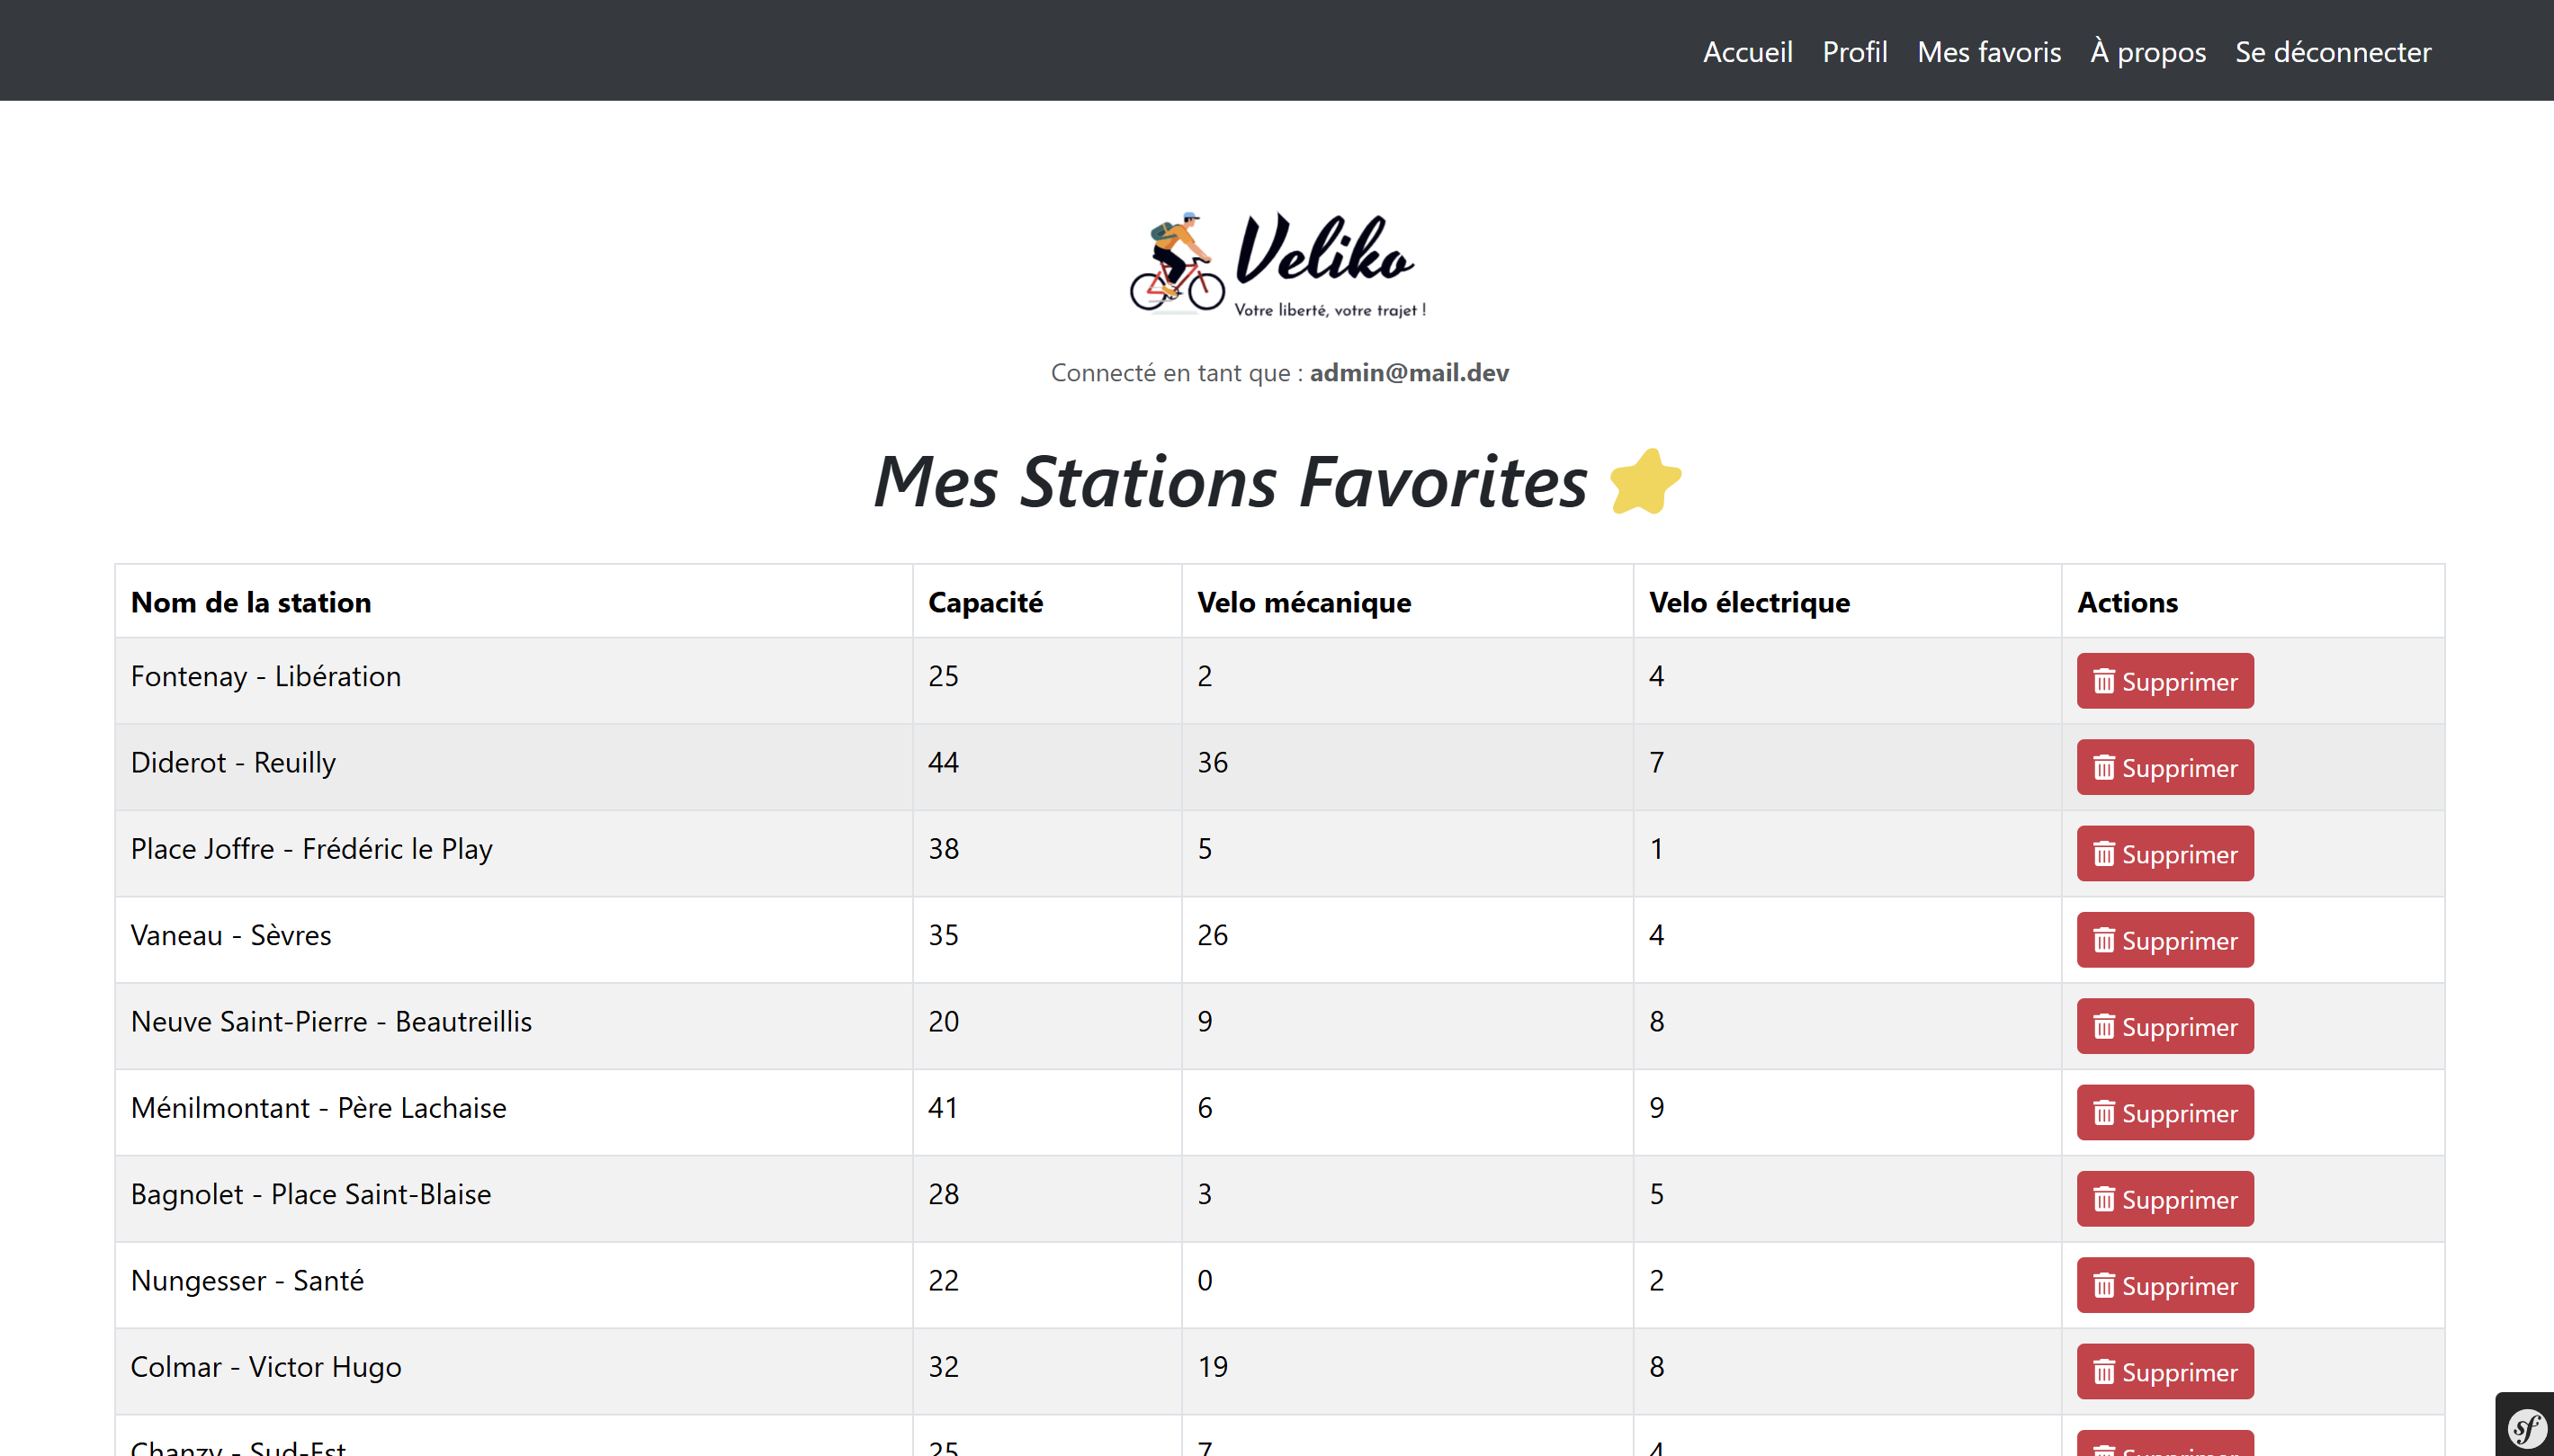 Accueil Profil Mes favoris À propos Se déconnecter
Veliko
Votre liberté, votre trajet !
Connecté en tant que : admin@mail.dev
Mes Stations Favorites
Nom de la station Capacité Velo mécanique Velo électrique Actions
Fontenay - Libération 25 2 4 Supprimer
Diderot - Reuilly 44 36 7 Supprimer
Place Joffre - Frédéric le Play 38 5 1 Supprimer
Vaneau - Sèvres 35 26 4 Supprimer
Neuve Saint-Pierre - Beautreillis 20 9 8 Supprimer
Ménilmontant - Père Lachaise 41 6 9 Supprimer
Bagnolet - Place Saint-Blaise 28 3 5 Supprimer
Nungesser - Santé 22 0 2 Supprimer
Colmar - Victor Hugo 32 19 8 Supprimer
Chanzy - Sud-Est 25 7 4 Supprimer
sf